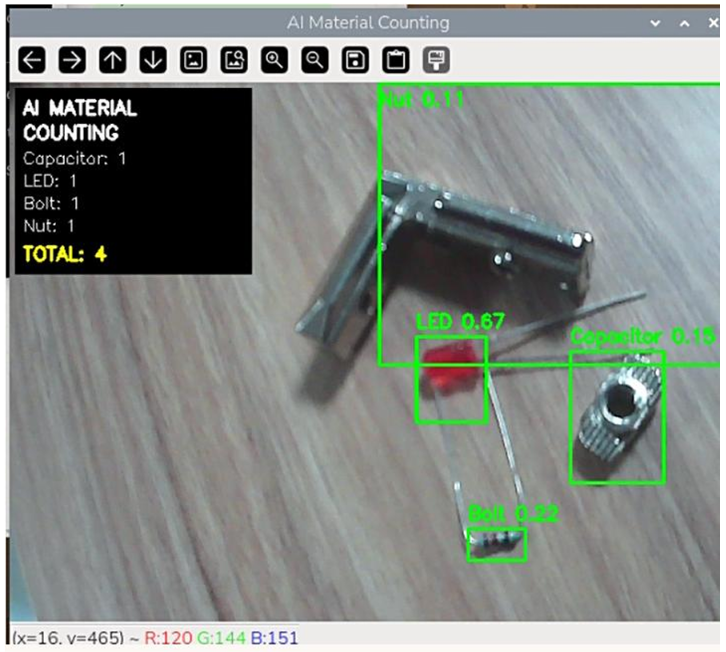 AI Material Counting
AI MATERIAL
COUNTING
Capacitor: 1
LED: 1
Bolt: 1
Nut: 1
TOTAL: 4
Nut 0.11
LED 0.67
Capacitor 0.15
Bolt 0.22
(x=16, y=465) ~ R:120 G:144 B:151